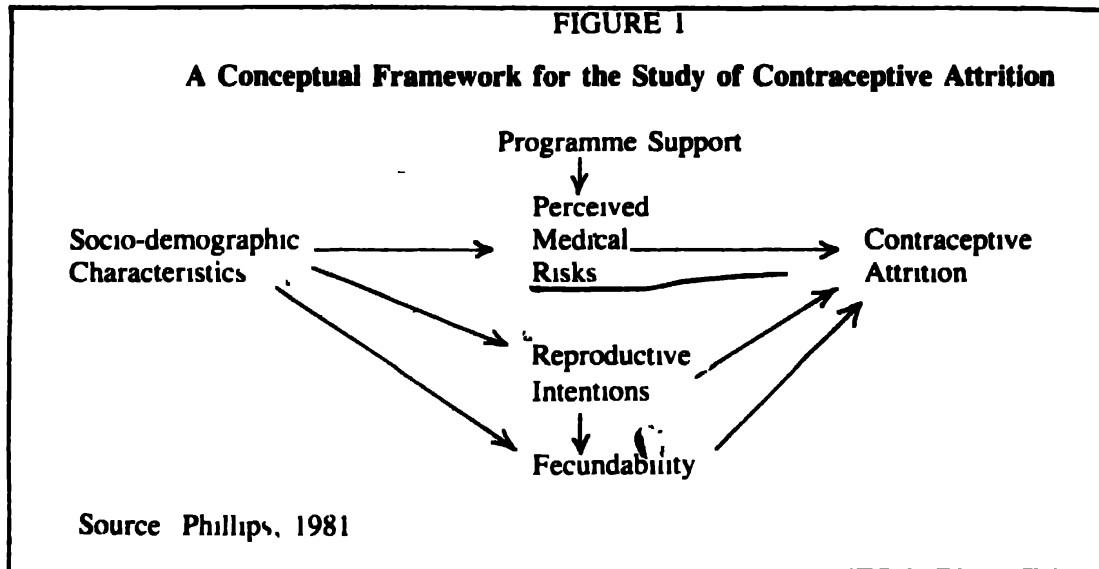 FIGURE 1
A Conceptual Framework for the Study of Contraceptive Attrition
Programme Support
Perceived
Medical
Risks
Socio-demographic
Characteristics
Contraceptive
Attrition
Reproductive
Intentions
Fecundability
Source Phillips, 1981